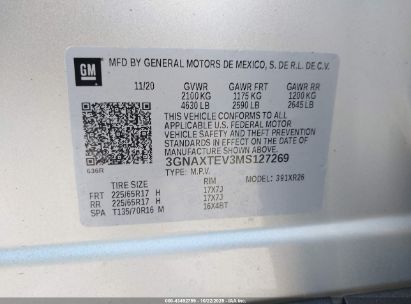 GM
MFD BY GENERAL MOTORS DE MEXICO, S. DE R.L. DE C.V.
11/20 GVWR GAWR FRT GAWR RR
2100 KG 1175 KG 1200 KG
4630 LB 2590 LB 2645 LB
THIS VEHICLE CONFORMS TO ALL APPLICABLE
U.S. FEDERAL MOTOR VEHICLE SAFETY, BUMPER,
AND THEFT PREVENTION STANDARDS IN EFFECT ON
THE DATE OF MANUFACTURE SHOWN ABOVE.
3GNAXTEV3MS127269
636R TYPE: M.P.V. MODEL: 391XR26
TIRE SIZE RIM
FRT 225/65R17 H 17X7J
RR 225/65R17 H 17X7J
SPA T135/70R16 M 16X4BT